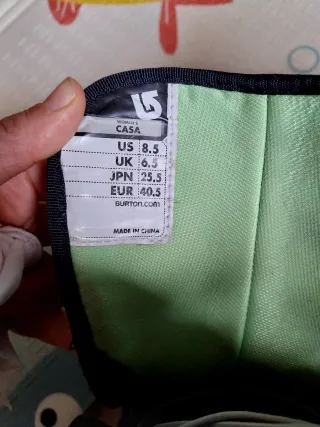 WOMEN'S
CASA
US 8.5
UK 6.5
JPN 25.5
EUR 40.5
BURTON.COM
MADE IN CHINA